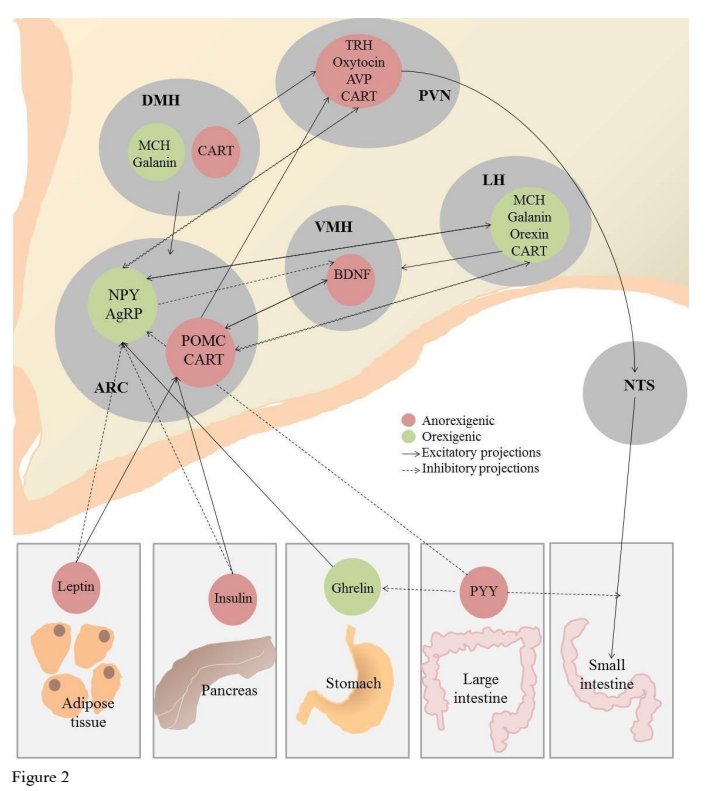 TRH
Oxytocin
AVP
CART
PVN
DMH
MCH
Galanin
CART
LH
MCH
Galanin
Orexin
CART
VMH
BDNF
NPY
AgRP
POMC
CART
ARC
NTS
Anorexigenic
Orexigenic
Excitatory projections
Inhibitory projections
Leptin
Insulin
Ghrelin
PYY
Adipose
tissue
Pancreas
Stomach
Large
intestine
Small
intestine
Figure 2